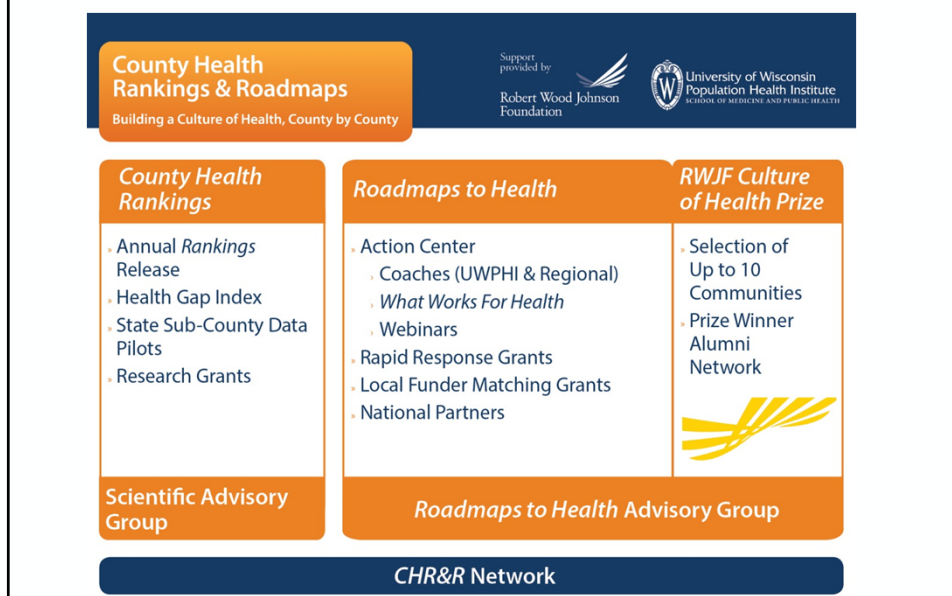 County Health
Rankings & Roadmaps
Building a Culture of Health, County by County
Support
provided by
Robert Wood Johnson
Foundation
W
University of Wisconsin
Population Health Institute
SCHOOL OF MEDICINE AND PUBLIC HEALTH
County Health
Rankings
Annual Rankings
Release
Health Gap Index
State Sub-County Data
Pilots
Research Grants
Scientific Advisory
Group
Roadmaps to Health
Action Center
Coaches (UWPHI & Regional)
What Works For Health
Webinars
Rapid Response Grants
Local Funder Matching Grants
National Partners
RWJF Culture
of Health Prize
Selection of
Up to 10
Communities
Prize Winner
Alumni
Network
Roadmaps to Health Advisory Group
CHR&R Network